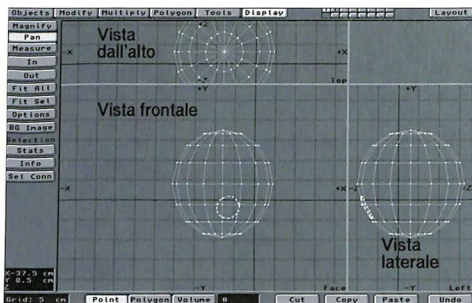 Objects Modify Multiply Polygon Tools Display Layout
Magnify
Pan
Measure
In
Out
Fit All
Fit Sel
Options
BG Image
Selection
Stats
Info
Sel Conn
Vista
dall'alto
+Z
-X
+X
-Z
Top
Vista frontale
+Y
-X
+X
-Y
Face
+Y
-Z
Vista
laterale
-Y
Left
X-37.5 cm
Y 8.5 cm
Z
Grid: 5 cm Point Polygon Volume 0 Cut Copy Paste Undo